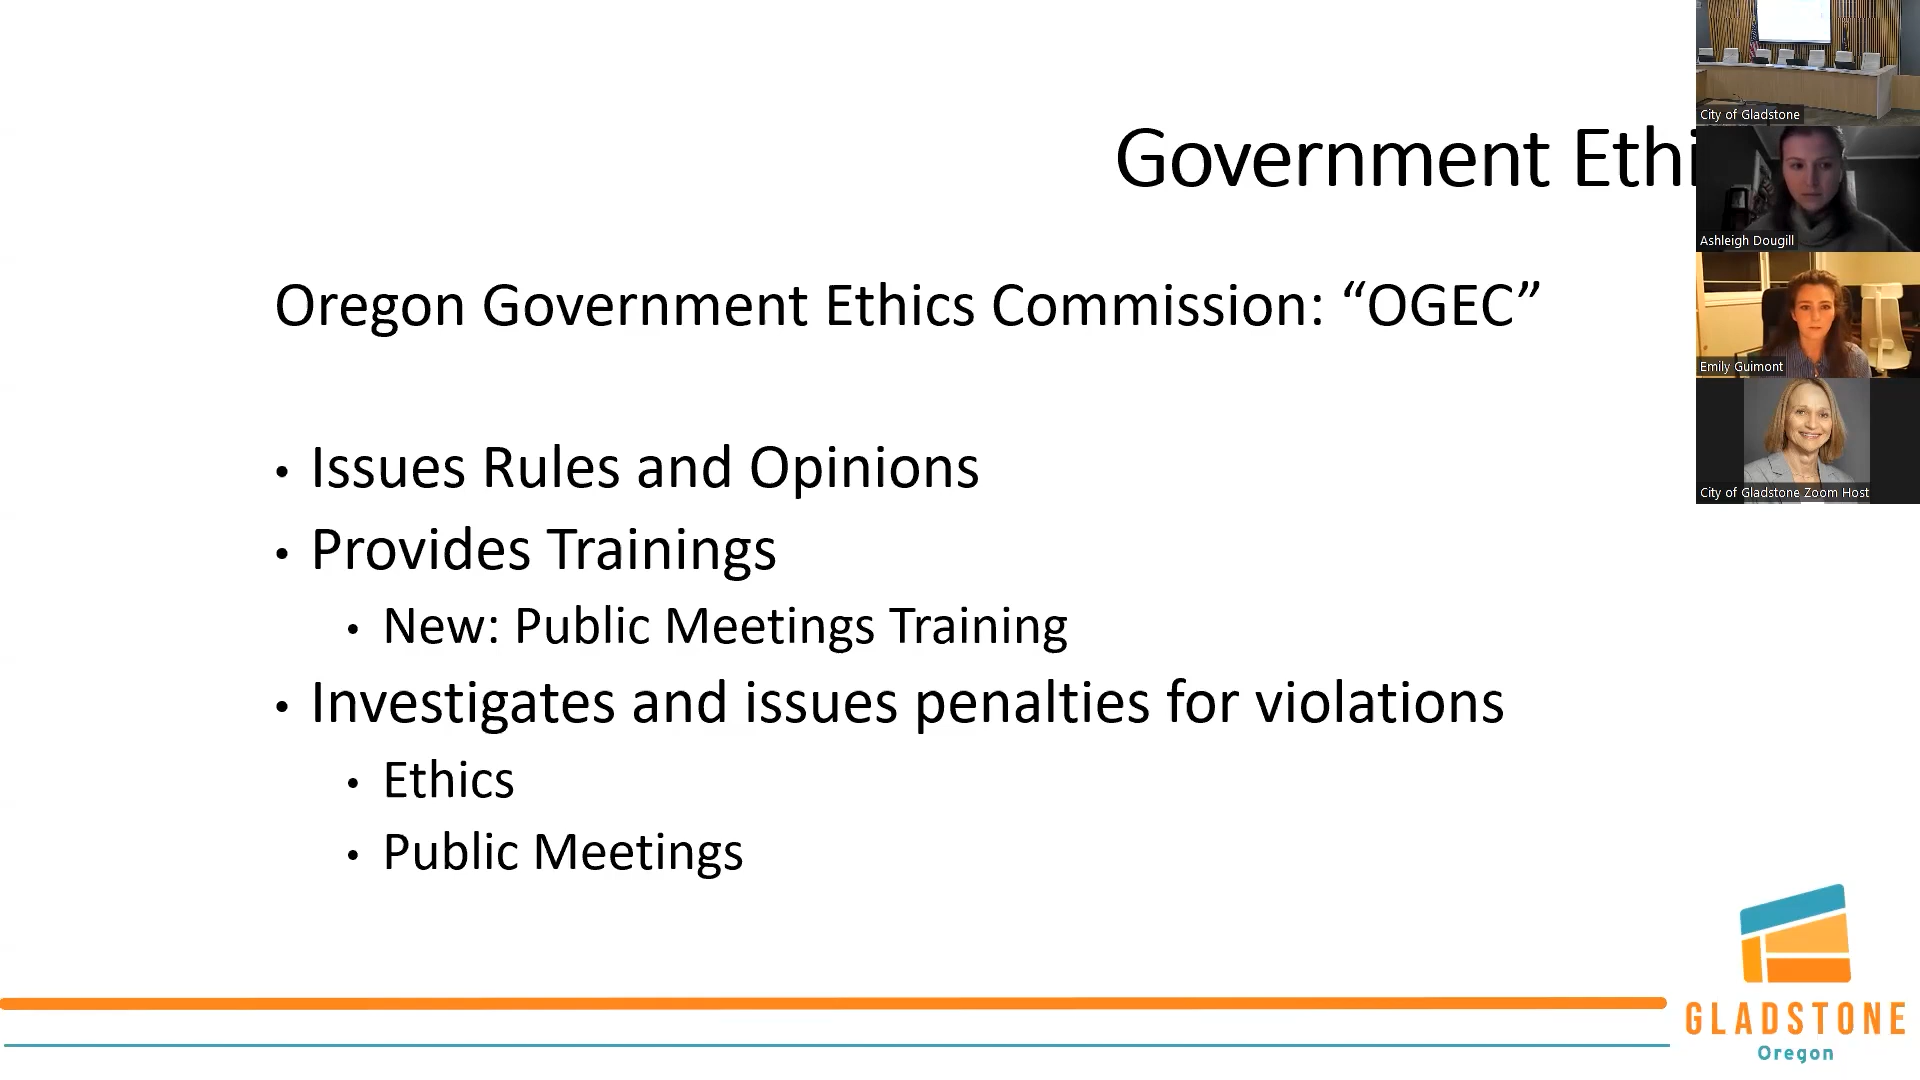 Government Ethi
Oregon Government Ethics Commission: “OGEC”
• Issues Rules and Opinions
• Provides Trainings
• New: Public Meetings Training
• Investigates and issues penalties for violations
• Ethics
• Public Meetings
City of Gladstone
Ashleigh Dougill
Emily Guimont
City of Gladstone Zoom Host
GLADSTONE
Oregon